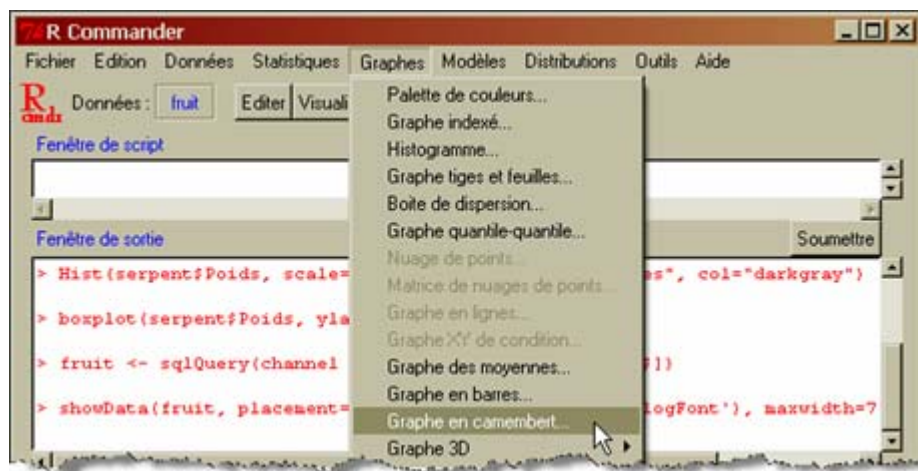 R Commander
Fichier Edition Données Statistiques Graphes Modèles Distributions Outils Aide
R cmdr Données : fruit Editer Visuali
Fenêtre de script
Fenêtre de sortie
Soumettre
> Hist(serpent$Poids, scale= es", col="darkgray")
> boxplot(serpent$Poids, yla
> fruit <- sqlQuery(channel $])
> showData(fruit, placement= logFont'), maxwidth=7
Palette de couleurs...
Graphe indexé...
Histogramme...
Graphe tiges et feuilles...
Boite de dispersion...
Graphe quantile-quantile...
Nuage de points...
Matrice de nuages de points...
Graphe en lignes...
Graphe XY de condition...
Graphe des moyennes...
Graphe en barres...
Graphe en camembert...
Graphe 3D